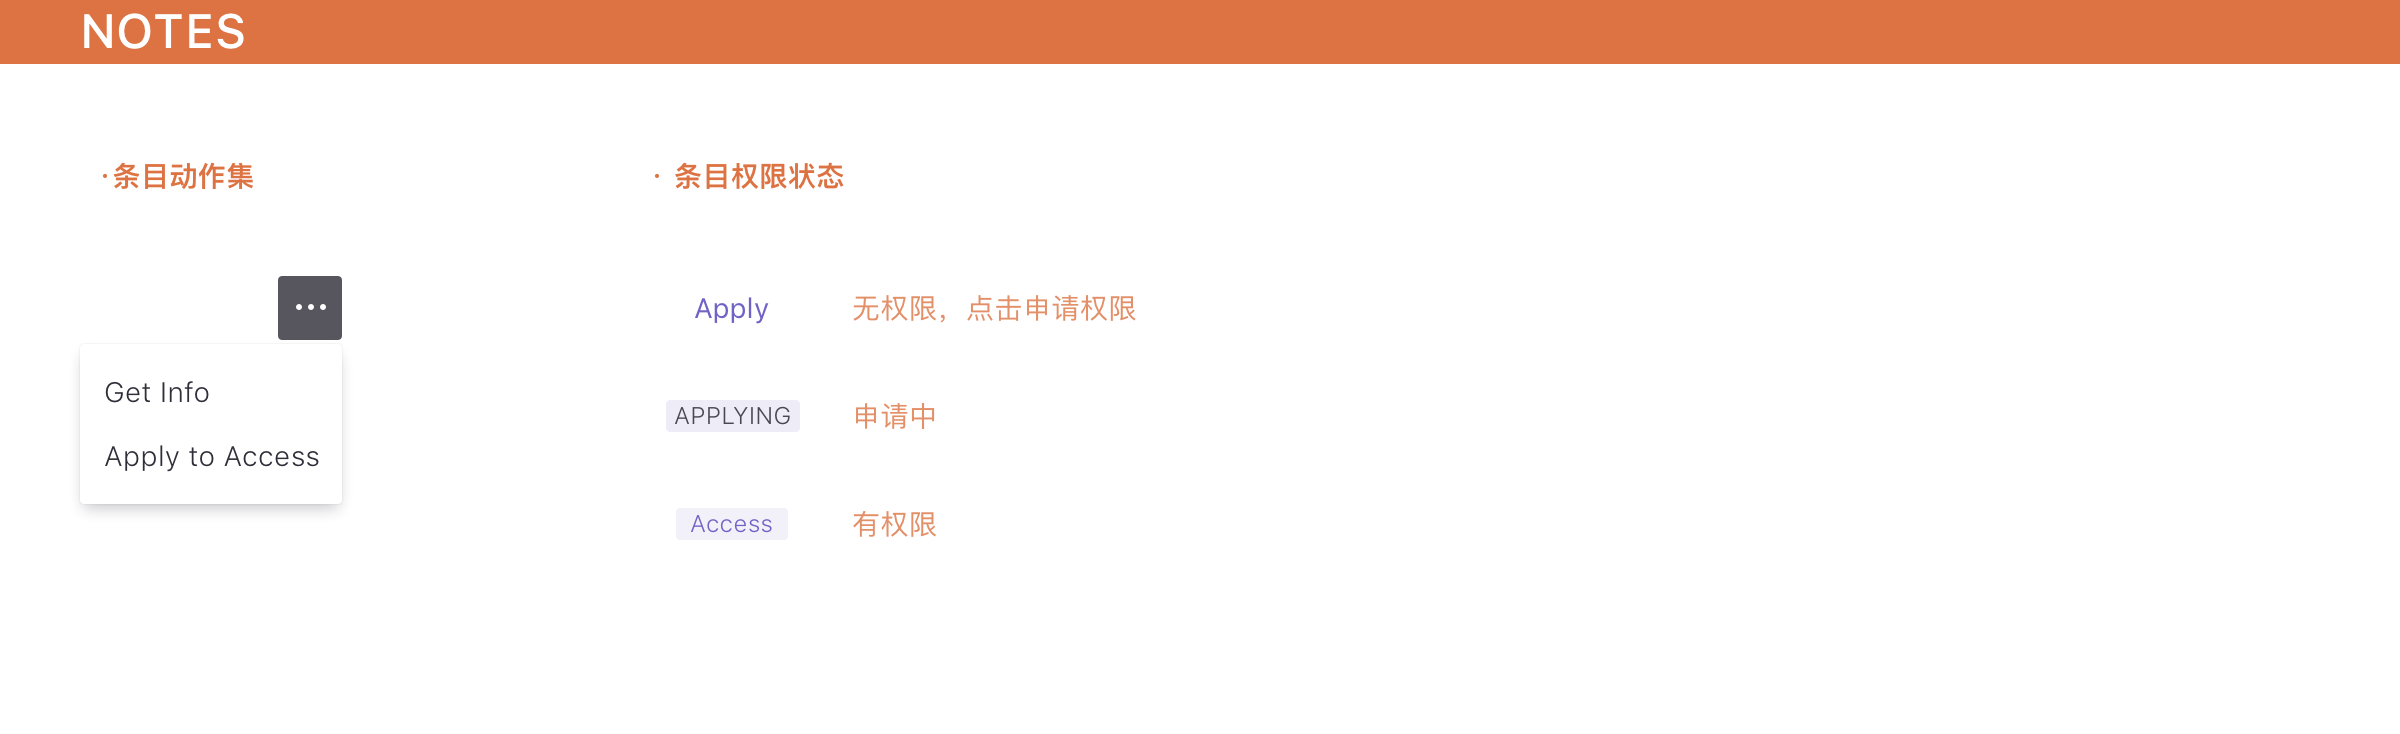 NOTES
· 条目动作集
Get Info
Apply to Access
· 条目权限状态
Apply 无权限，点击申请权限
APPLYING 申请中
Access 有权限